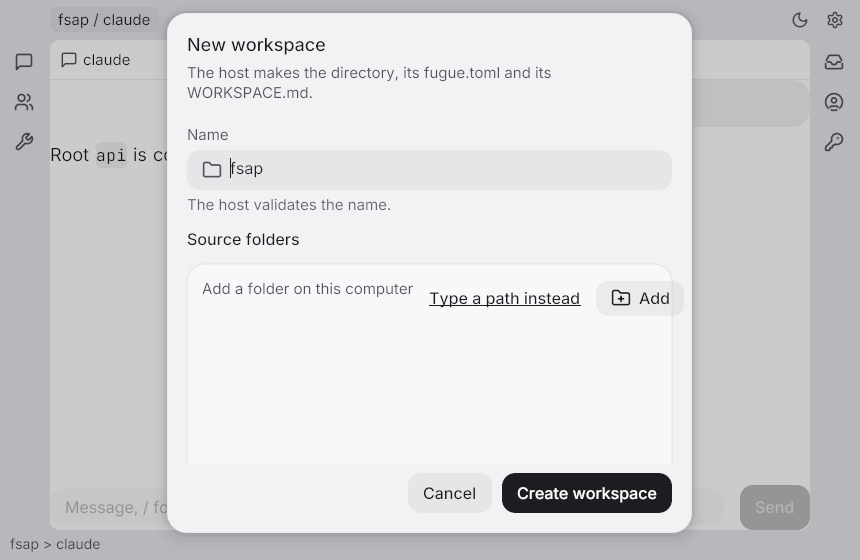 fsap / claude
claude
Root api is co
Message, / fo
Send
fsap > claude
New workspace
The host makes the directory, its fugue.toml and its
WORKSPACE.md.
Name
fsap
The host validates the name.
Source folders
Add a folder on this computer
Type a path instead
Add
Cancel
Create workspace